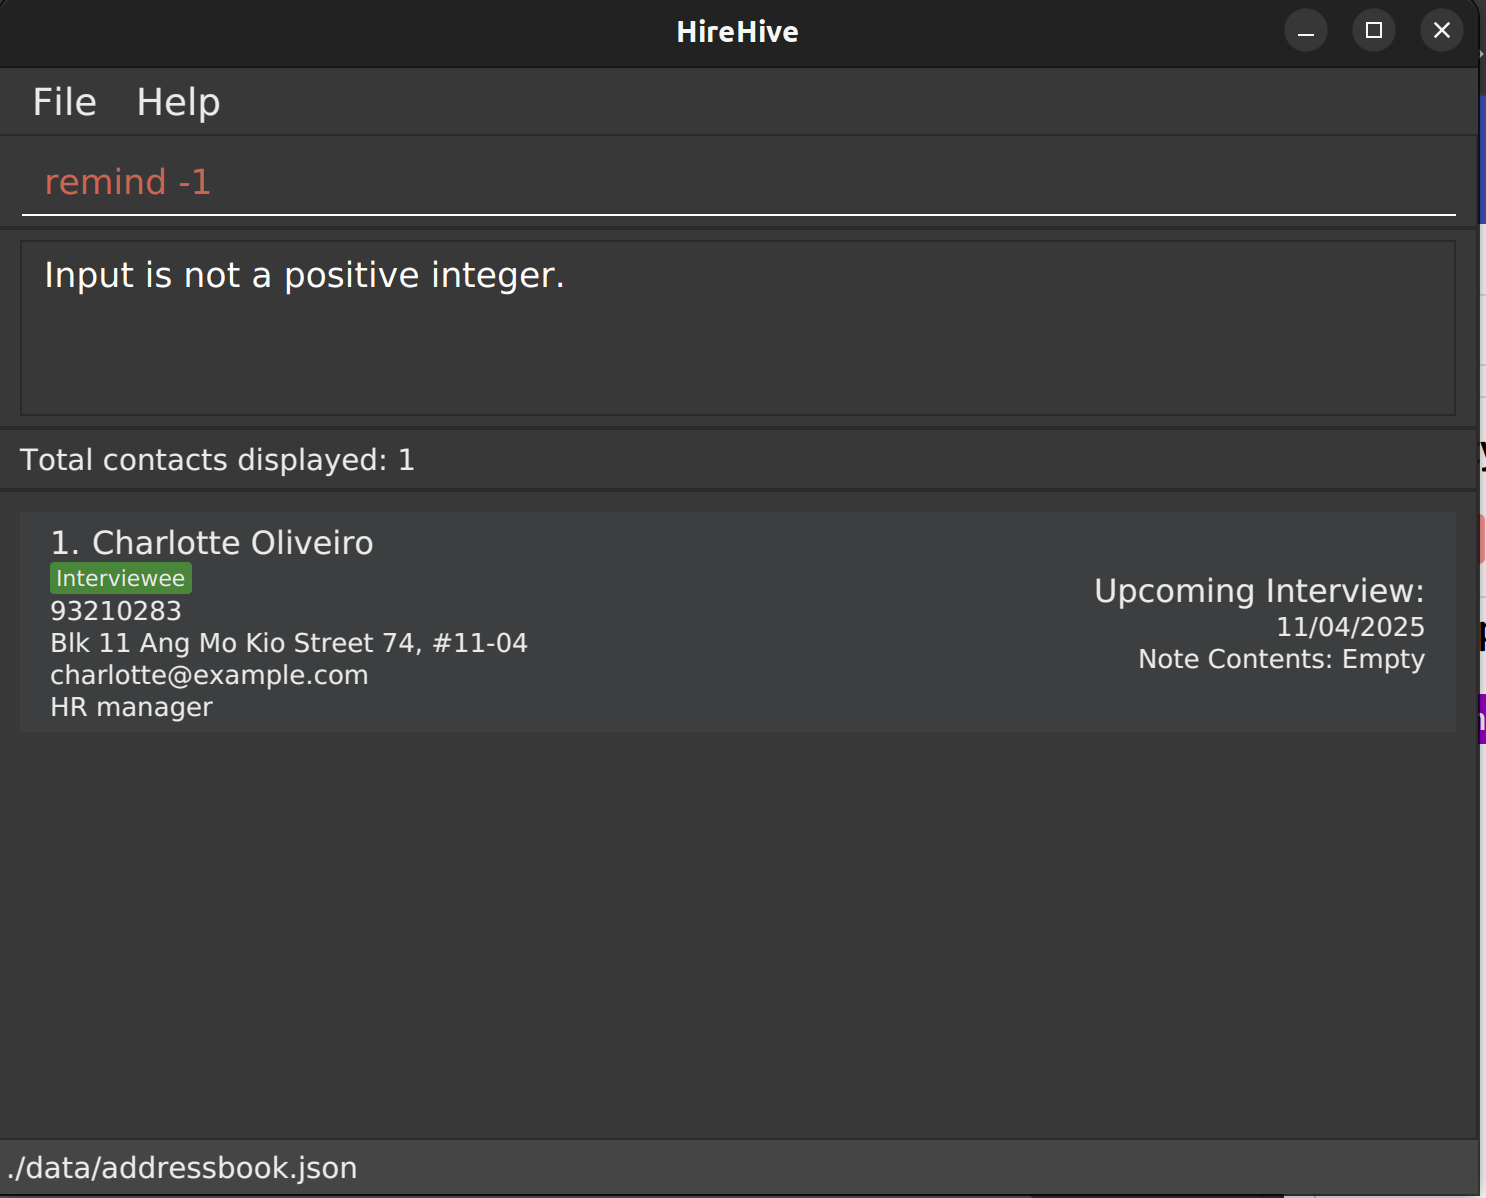 HireHive
File Help
remind -1
Input is not a positive integer.
Total contacts displayed: 1
1. Charlotte Oliveiro
Interviewee
93210283
Blk 11 Ang Mo Kio Street 74, #11-04
charlotte@example.com
HR manager
Upcoming Interview:
11/04/2025
Note Contents: Empty
./data/addressbook.json